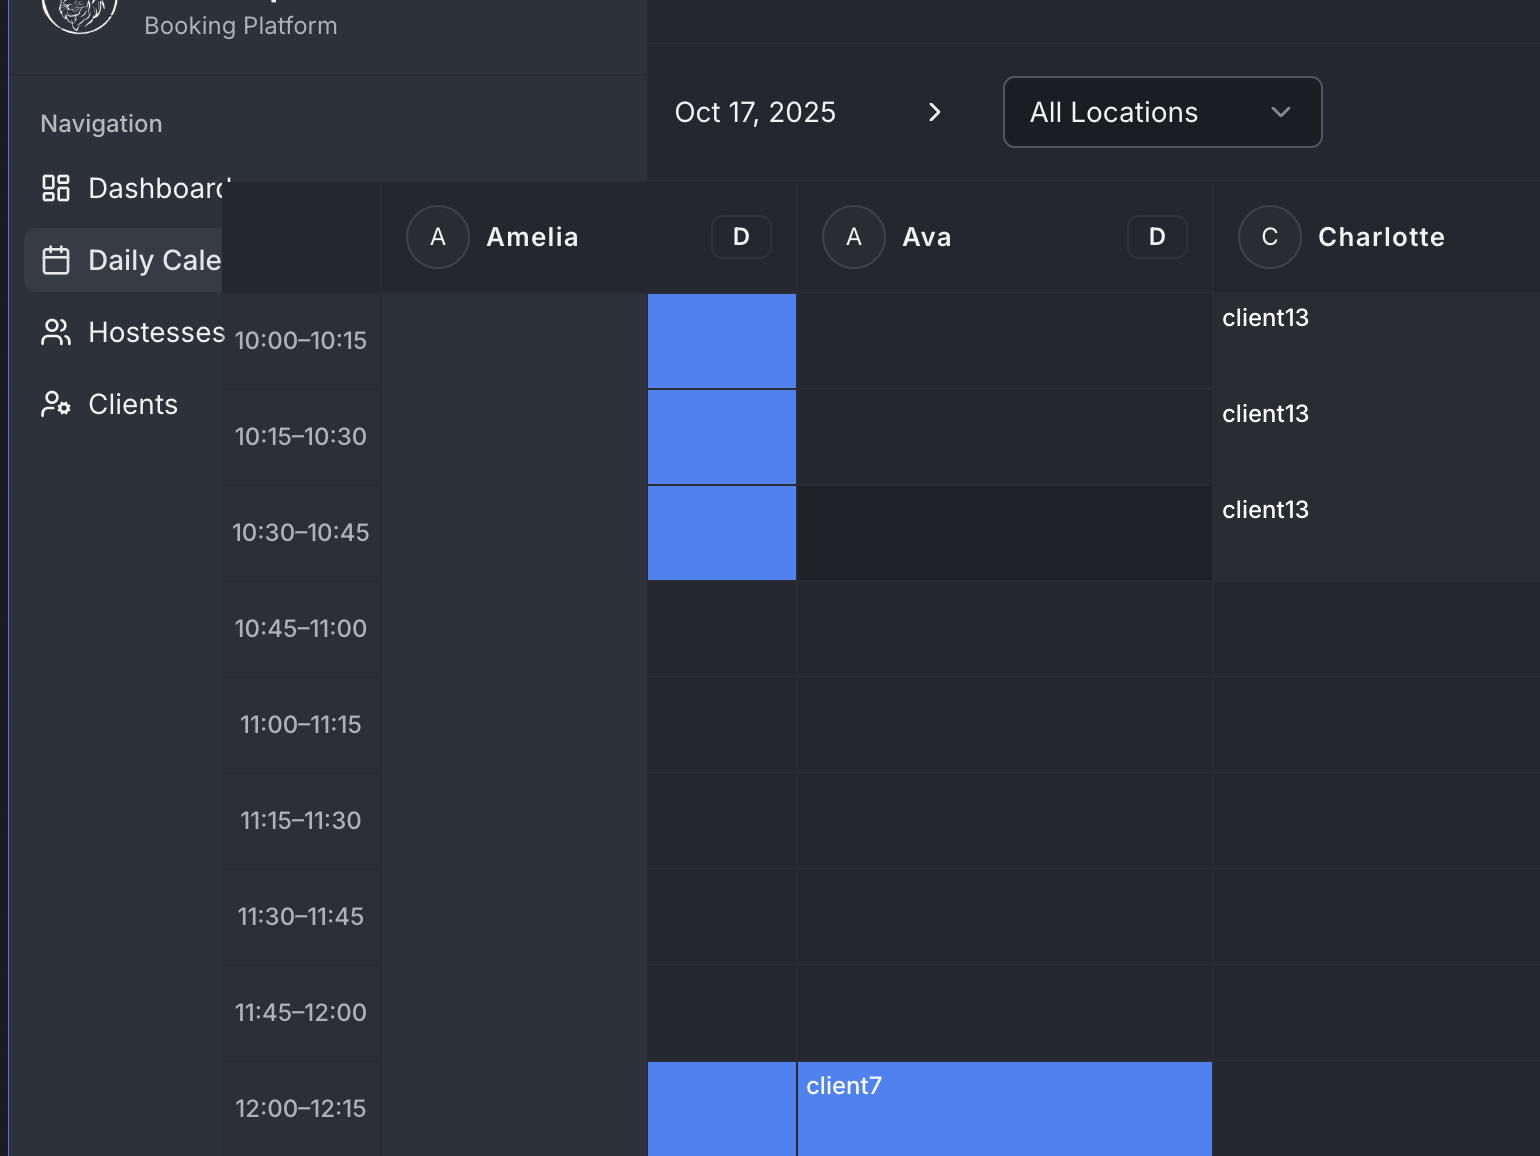 Booking Platform
Navigation
Dashboard
Daily Cale
Hostesses
Clients
Oct 17, 2025
All Locations
A Amelia D
A Ava D
C Charlotte
10:00–10:15
client13
10:15–10:30
client13
10:30–10:45
client13
10:45–11:00
11:00–11:15
11:15–11:30
11:30–11:45
11:45–12:00
12:00–12:15
client7